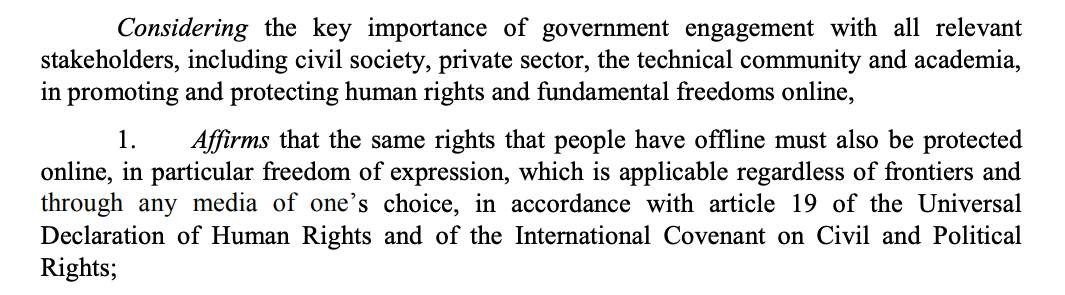 Considering the key importance of government engagement with all relevant
stakeholders, including civil society, private sector, the technical community and academia,
in promoting and protecting human rights and fundamental freedoms online,
1. Affirms that the same rights that people have offline must also be protected
online, in particular freedom of expression, which is applicable regardless of frontiers and
through any media of one’s choice, in accordance with article 19 of the Universal
Declaration of Human Rights and of the International Covenant on Civil and Political
Rights;